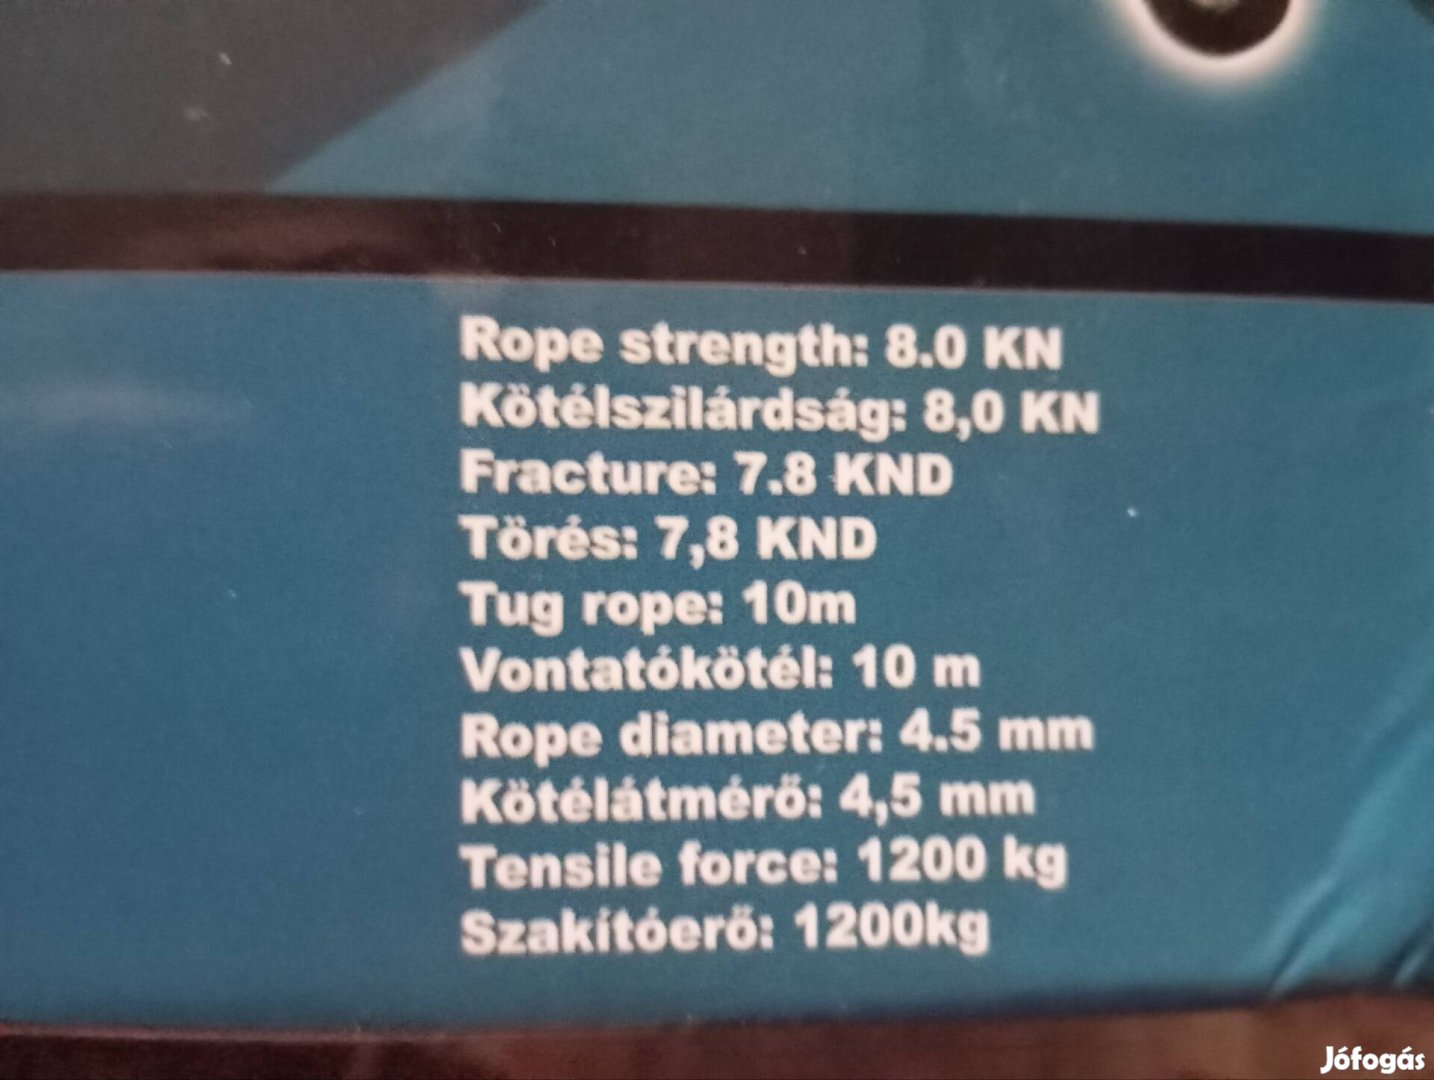 Rope strength: 8.0 KN
Kötélszilárdság: 8,0 KN
Fracture: 7.8 KND
Törés: 7,8 KND
Tug rope: 10m
Vontatókötél: 10 m
Rope diameter: 4.5 mm
Kötélátmérő: 4,5 mm
Tensile force: 1200 kg
Szakítóerő: 1200kg
Jófogás